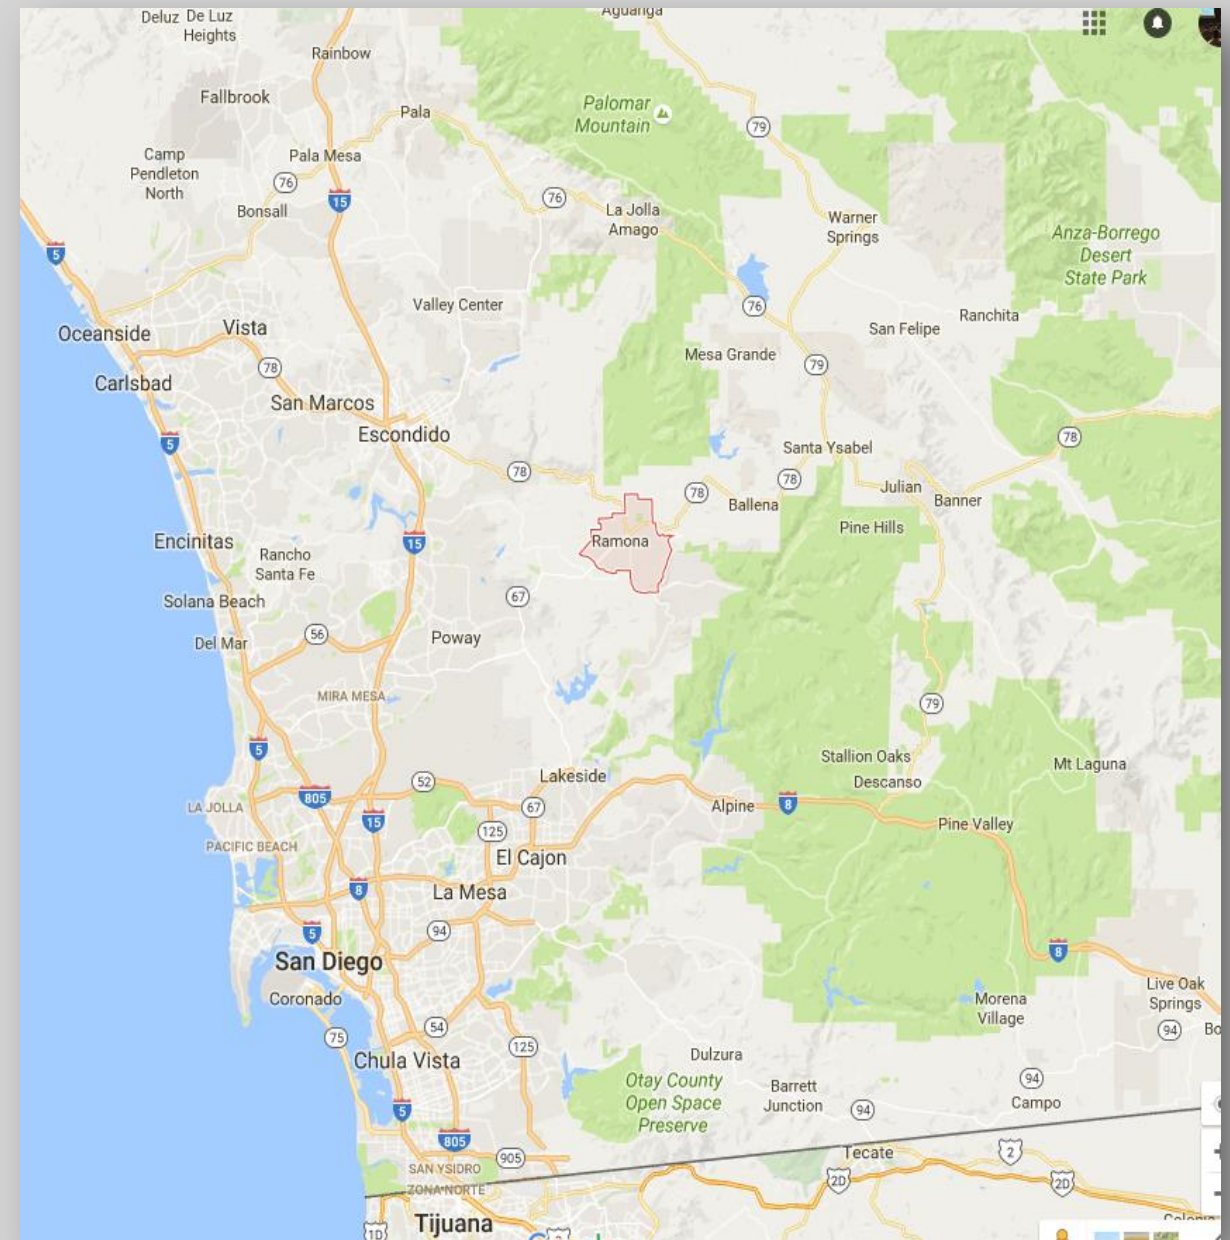 Deluz De Luz
Heights
Aguanga
Rainbow
Fallbrook
Pala
Palomar
Mountain
79
Camp
Pendleton
North
Pala Mesa
76
15
Bonsall
76
La Jolla
Amago
Warner
Springs
Anza-Borrego
Desert
State Park
5
Valley Center
76
Oceanside
Vista
San Felipe
Ranchita
78
Mesa Grande
79
Carlsbad
San Marcos
5
Escondido
78
Santa Ysabel
78
78
78
Julian
Ballena
Banner
Pine Hills
Encinitas
Rancho
Santa Fe
15
Ramona
Solana Beach
67
Del Mar
56
Poway
MIRA MESA
79
5
Stallion Oaks
Mt Laguna
Lakeside
52
Descanso
805
LA JOLLA
67
Alpine
8
15
125
Pine Valley
PACIFIC BEACH
El Cajon
8
La Mesa
5
94
8
San Diego
Coronado
Live Oak
Springs
Morena
Village
75
54
94
Bo
125
Chula Vista
Dulzura
Otay County
Open Space
Preserve
Barrett
Junction
94
Campo
5
94
805
905
Tecate
2
SAN YSIDRO
ZONA NORTE
2D
2D
Tijuana
1D